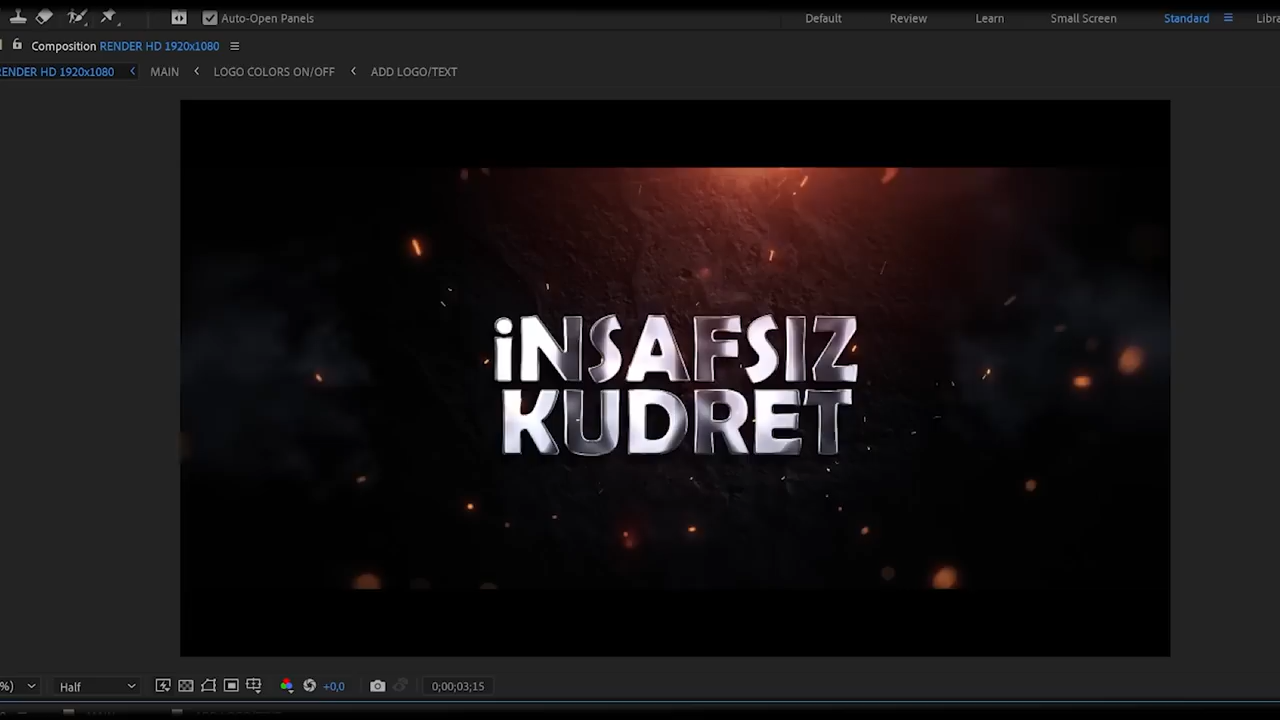 Auto-Open Panels
Default
Review
Learn
Small Screen
Standard
Composition RENDER HD 1920x1080
RENDER HD 1920x1080
MAIN
LOGO COLORS ON/OFF
ADD LOGO/TEXT
iNSAFSIZ
KUDRET
%)
Half
+0,0
0;00;03;15